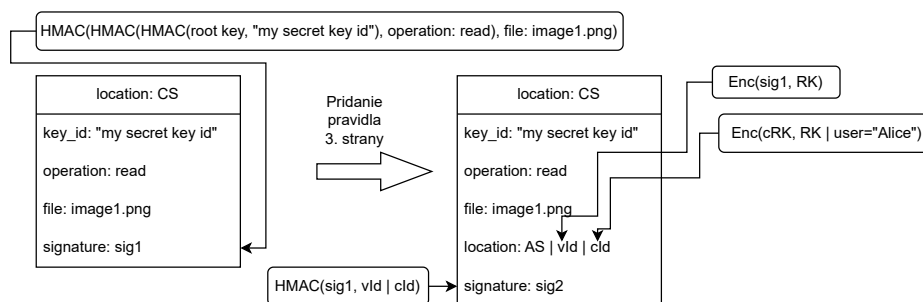 HMAC(HMAC(HMAC(root key, "my secret key id"), operation: read), file: image1.png)
location: CS
key_id: "my secret key id"
operation: read
file: image1.png
signature: sig1
Pridanie
pravidla
3. strany
location: CS
key_id: "my secret key id"
operation: read
file: image1.png
location: AS | vId | cId
signature: sig2
Enc(sig1, RK)
Enc(cRK, RK | user="Alice")
HMAC(sig1, vId | cId)